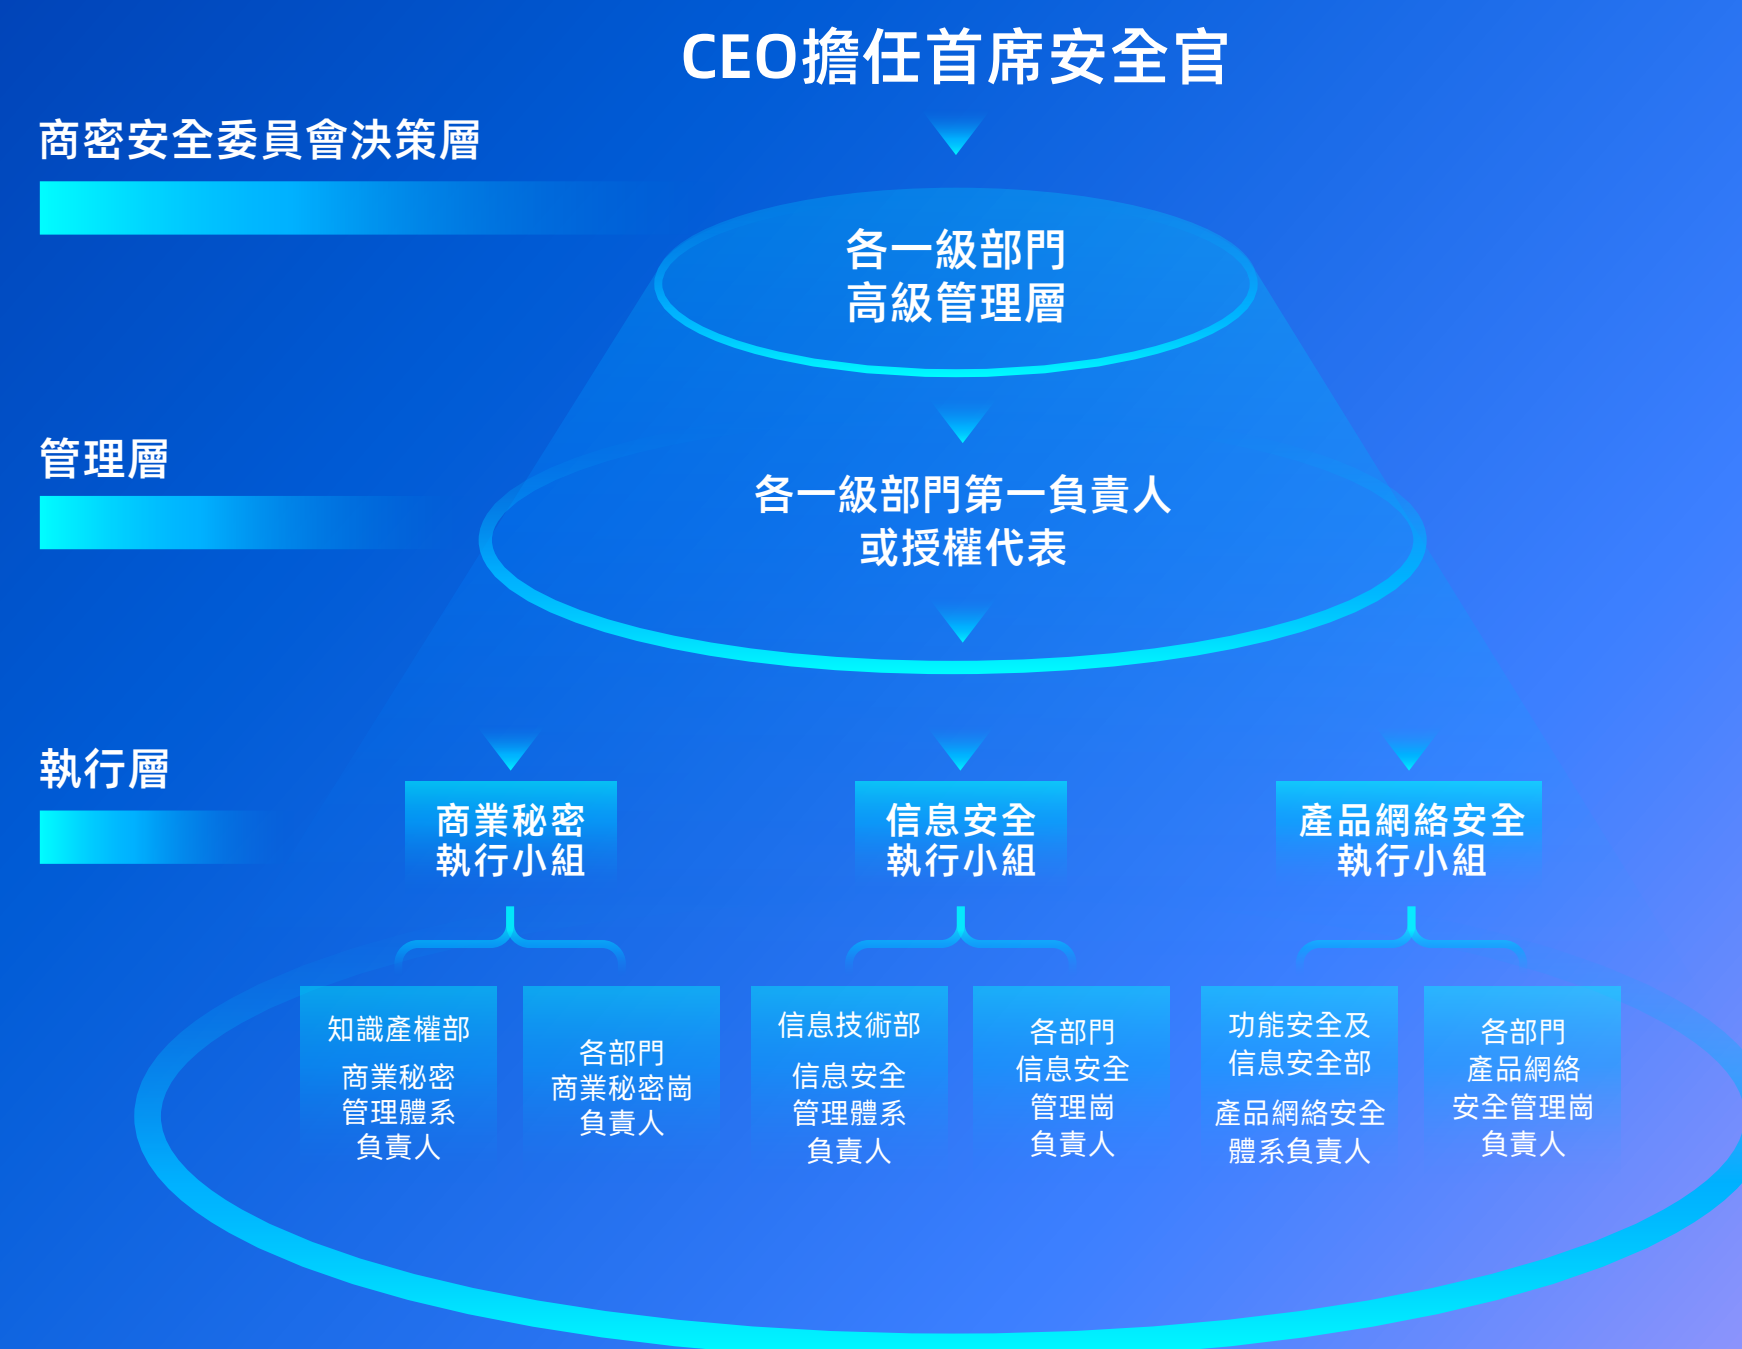 CEO擔任首席安全官
商密安全委員會決策層
各一級部門
高級管理層
管理層
各一級部門第一負責人
或授權代表
執行層
商業秘密
執行小組
信息安全
執行小組
產品網絡安全
執行小組
知識產權部
商業秘密
管理體系
負責人
各部門
商業秘密崗
負責人
信息技術部
信息安全
管理體系
負責人
各部門
信息安全
管理崗
負責人
功能安全及
信息安全部
產品網絡安全
體系負責人
各部門
產品網絡
安全管理崗
負責人